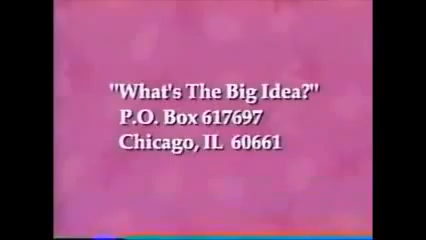 "What's The Big Idea?"
P.O. Box 617697
Chicago, IL 60661